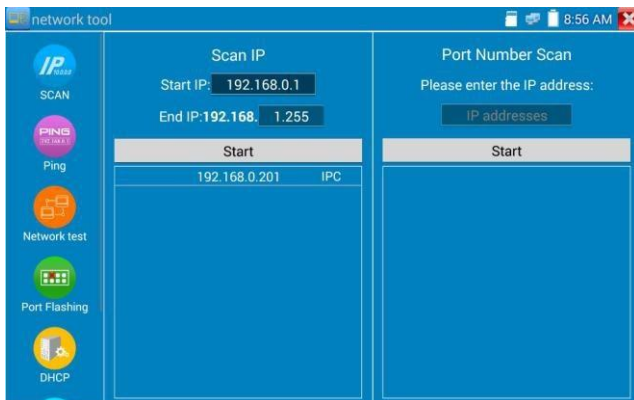 network tool
8:56 AM
IP
SCAN
PING
Ping
Network test
Port Flashing
DHCP
Scan IP
Start IP: 192.168.0.1
End IP:192.168. 1.255
Start
192.168.0.201 IPC
Port Number Scan
Please enter the IP address:
IP addresses
Start